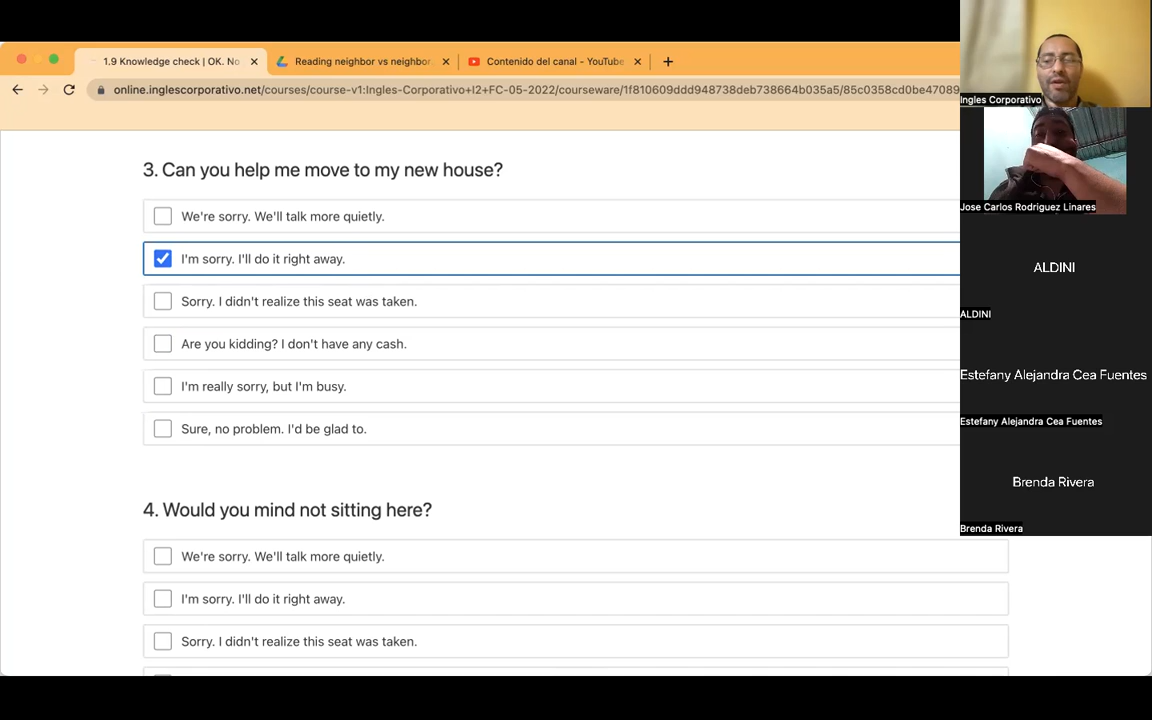 1.9 Knowledge check | OK. No
Reading neighbor vs neighbor
Contenido del canal - YouTube
online.inglescorporativo.net/courses/course-v1:Ingles-Corporativo+I2+FC-05-2022/courseware/1f810609ddd948738deb738664b035a5/85c0358cd0be47089
3. Can you help me move to my new house?
We're sorry. We'll talk more quietly.
I'm sorry. I'll do it right away.
Sorry. I didn't realize this seat was taken.
Are you kidding? I don't have any cash.
I'm really sorry, but I'm busy.
Sure, no problem. I'd be glad to.
4. Would you mind not sitting here?
We're sorry. We'll talk more quietly.
I'm sorry. I'll do it right away.
Sorry. I didn't realize this seat was taken.
Ingles Corporativo
Jose Carlos Rodriguez Linares
ALDINI
ALDINI
Estefany Alejandra Cea Fuentes
Estefany Alejandra Cea Fuentes
Brenda Rivera
Brenda Rivera